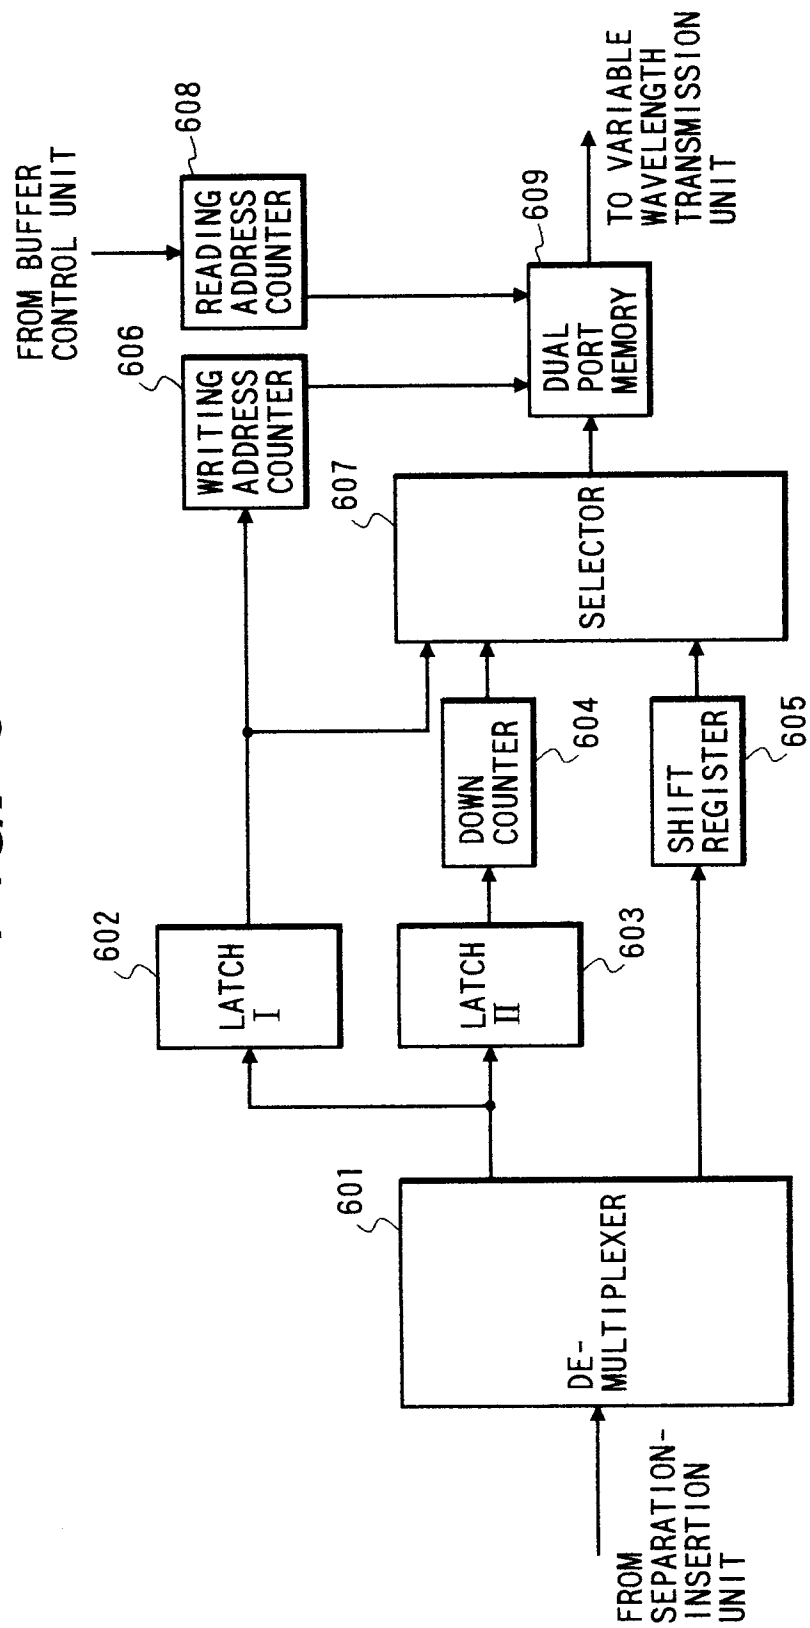 FROM BUFFER
CONTROL UNIT
608
READING
ADDRESS
COUNTER
606
WRITING
ADDRESS
COUNTER
602
LATCH
I
607
SELECTOR
609
DUAL
PORT
MEMORY
TO VARIABLE
WAVELENGTH
TRANSMISSION
UNIT
601
DE-
MULTIPLEXER
LATCH
II
603
DOWN
COUNTER
604
SHIFT
REGISTER
605
FROM
SEPARATION-
INSERTION
UNIT